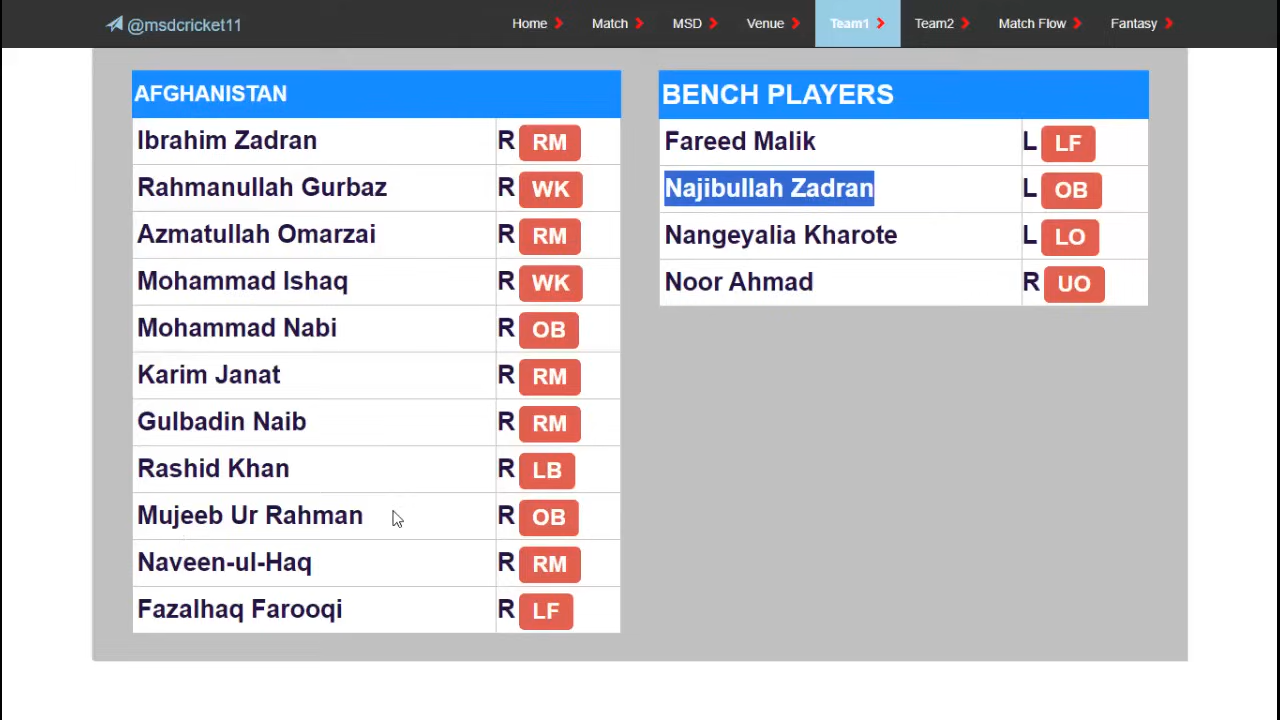 @msdcricket11 Home Match MSD Venue Team1 Team2 Match Flow Fantasy
AFGHANISTAN
Ibrahim Zadran R RM
Rahmanullah Gurbaz R WK
Azmatullah Omarzai R RM
Mohammad Ishaq R WK
Mohammad Nabi R OB
Karim Janat R RM
Gulbadin Naib R RM
Rashid Khan R LB
Mujeeb Ur Rahman R OB
Naveen-ul-Haq R RM
Fazalhaq Farooqi R LF
BENCH PLAYERS
Fareed Malik L LF
Najibullah Zadran L OB
Nangeyalia Kharote L LO
Noor Ahmad R UO